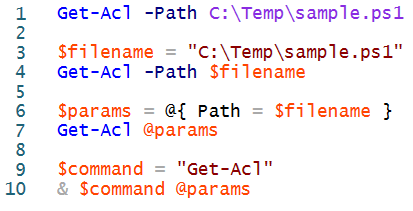 1 Get-Acl -Path C:\Temp\sample.ps1
2
3 $filename = "C:\Temp\sample.ps1"
4 Get-Acl -Path $filename
5
6 $params = @{ Path = $filename }
7 Get-Acl @params
8
9 $command = "Get-Acl"
10 & $command @params